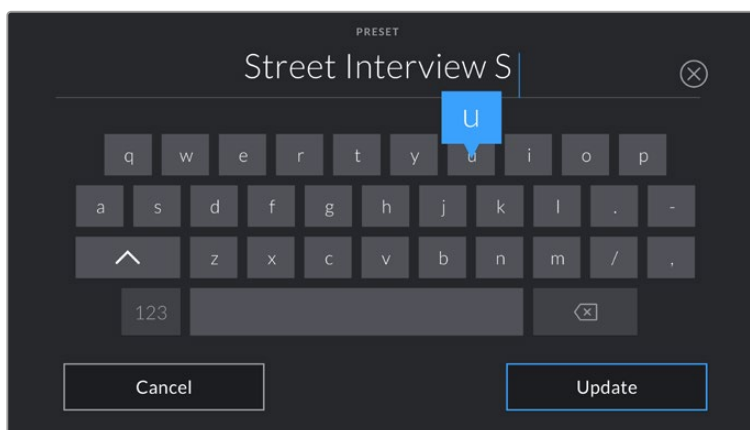 PRESET
Street Interview S
u
q w e r t y u i o p
a s d f g h j k l . -
z x c v b n m / ,
123
Cancel Update